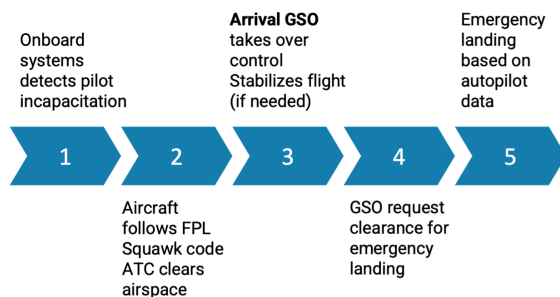 Onboard
systems
detects pilot
incapacitation
1
Aircraft
follows FPL
Squawk code
ATC clears
airspace
2
Arrival GSO
takes over
control
Stabilizes flight
(if needed)
3
GSO request
clearance for
emergency
landing
4
Emergency
landing
based on
autopilot
data
5